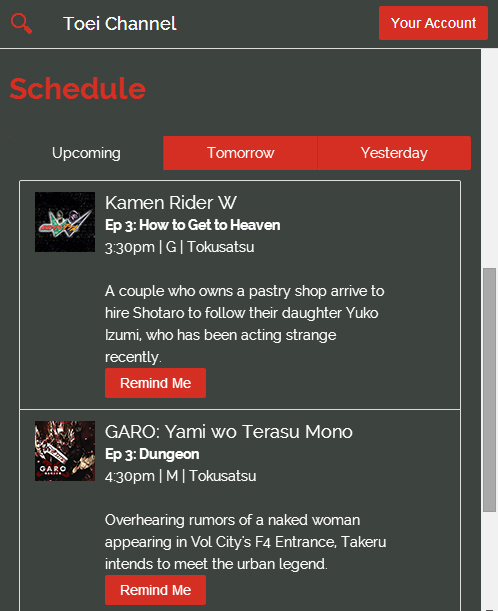 Toei Channel
Your Account
Schedule
Upcoming
Tomorrow
Yesterday
Kamen Rider W
Ep 3: How to Get to Heaven
3:30pm | G | Tokusatsu
A couple who owns a pastry shop arrive to
hire Shotaro to follow their daughter Yuko
Izumi, who has been acting strange
recently.
Remind Me
GARO
GARO: Yami wo Terasu Mono
Ep 3: Dungeon
4:30pm | M | Tokusatsu
Overhearing rumors of a naked woman
appearing in Vol City's F4 Entrance, Takeru
intends to meet the urban legend.
Remind Me